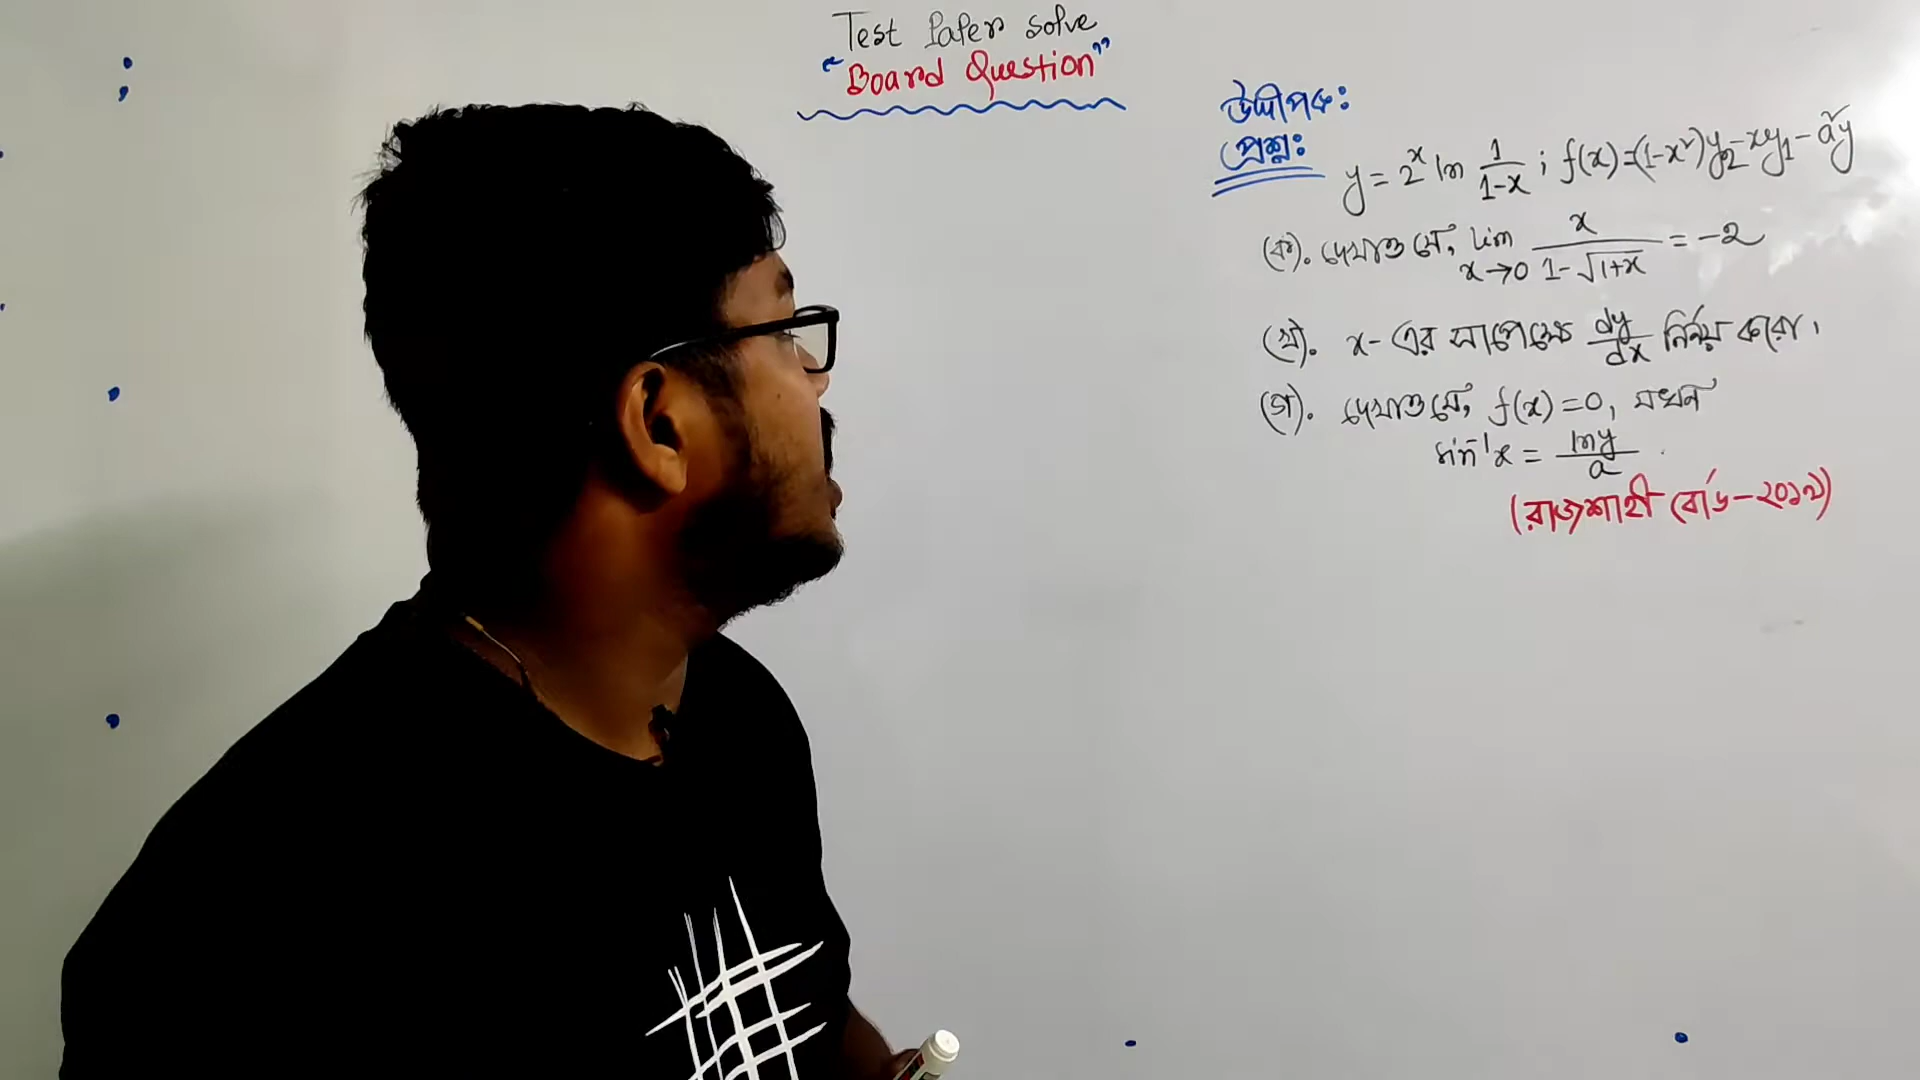 Test Paper solve
"Board Question"
উদ্দীপক:
প্রশ্ন:
y = 2^x ln 1/(1-x) ; f(x) = (1-x²)y₂ - xy₁ - a²y
(ক). দেখাও যে, lim x→0 x/(1-√(1+x)) = -2
(খ). x- এর সাপেক্ষে dy/dx নির্নয় করো।
(গ). দেখাও যে, f(x) = 0, যখন
sin⁻¹x = lny/a
(রাজশাহী বোর্ড-২০১৭)